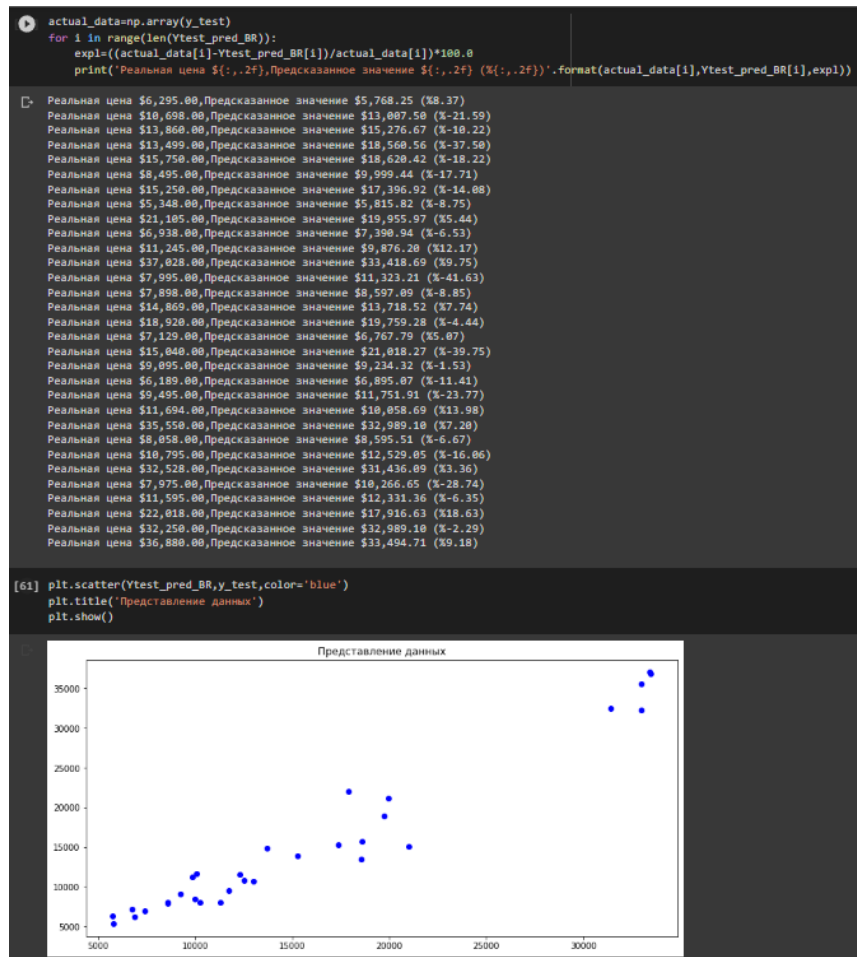 actual_data=np.array(y_test)
for i in range(len(Ytest_pred_BR)):
    expl=((actual_data[i]-Ytest_pred_BR[i])/actual_data[i])*100.0
    print('Реальная цена ${:,.2f},Предсказанное значение ${:,.2f} (%{:,.2f})'.format(actual_data[i],Ytest_pred_BR[i],expl))
Реальная цена $6,295.00,Предсказанное значение $5,768.25 (%8.37)
Реальная цена $10,698.00,Предсказанное значение $13,007.50 (%-21.59)
Реальная цена $13,860.00,Предсказанное значение $15,276.67 (%-10.22)
Реальная цена $13,499.00,Предсказанное значение $18,560.56 (%-37.50)
Реальная цена $15,750.00,Предсказанное значение $18,620.42 (%-18.22)
Реальная цена $8,495.00,Предсказанное значение $9,999.44 (%-17.71)
Реальная цена $15,250.00,Предсказанное значение $17,396.92 (%-14.08)
Реальная цена $5,348.00,Предсказанное значение $5,815.82 (%-8.75)
Реальная цена $21,105.00,Предсказанное значение $19,955.97 (%5.44)
Реальная цена $6,938.00,Предсказанное значение $7,390.94 (%-6.53)
Реальная цена $11,245.00,Предсказанное значение $9,876.20 (%12.17)
Реальная цена $37,028.00,Предсказанное значение $33,418.69 (%9.75)
Реальная цена $7,995.00,Предсказанное значение $11,323.21 (%-41.63)
Реальная цена $7,898.00,Предсказанное значение $8,597.09 (%-8.85)
Реальная цена $14,869.00,Предсказанное значение $13,718.52 (%7.74)
Реальная цена $18,920.00,Предсказанное значение $19,759.28 (%-4.44)
Реальная цена $7,129.00,Предсказанное значение $6,767.79 (%5.07)
Реальная цена $15,040.00,Предсказанное значение $21,018.27 (%-39.75)
Реальная цена $9,095.00,Предсказанное значение $9,234.32 (%-1.53)
Реальная цена $6,189.00,Предсказанное значение $6,895.07 (%-11.41)
Реальная цена $9,495.00,Предсказанное значение $11,751.91 (%-23.77)
Реальная цена $11,694.00,Предсказанное значение $10,058.69 (%13.98)
Реальная цена $35,550.00,Предсказанное значение $32,989.10 (%7.20)
Реальная цена $8,058.00,Предсказанное значение $8,595.51 (%-6.67)
Реальная цена $10,795.00,Предсказанное значение $12,529.05 (%-16.06)
Реальная цена $32,528.00,Предсказанное значение $31,436.09 (%3.36)
Реальная цена $7,975.00,Предсказанное значение $10,266.65 (%-28.74)
Реальная цена $11,595.00,Предсказанное значение $12,331.36 (%-6.35)
Реальная цена $22,018.00,Предсказанное значение $17,916.63 (%18.63)
Реальная цена $32,250.00,Предсказанное значение $32,989.10 (%-2.29)
Реальная цена $36,880.00,Предсказанное значение $33,494.71 (%9.18)
[61] plt.scatter(Ytest_pred_BR,y_test,color='blue')
plt.title('Представление данных')
plt.show()
Представление данных
35000
30000
25000
20000
15000
10000
5000
5000 10000 15000 20000 25000 30000